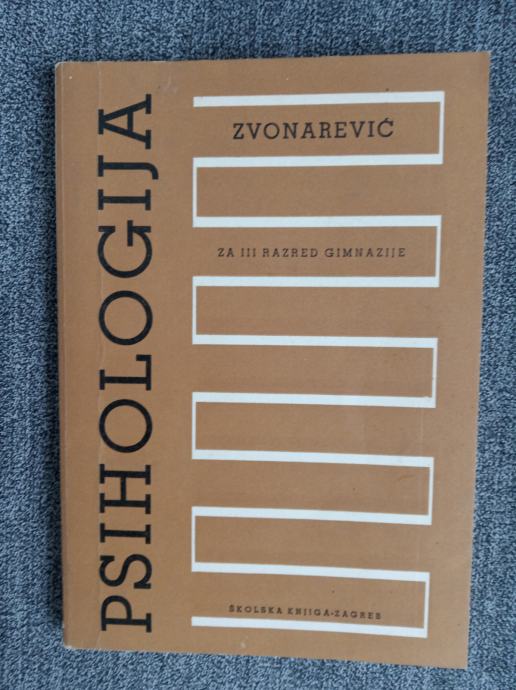 PSIHOLOGIJA
ZVONAREVIĆ
ZA III RAZRED GIMNAZIJE
ŠKOLSKA KNJIGA-ZAGREB